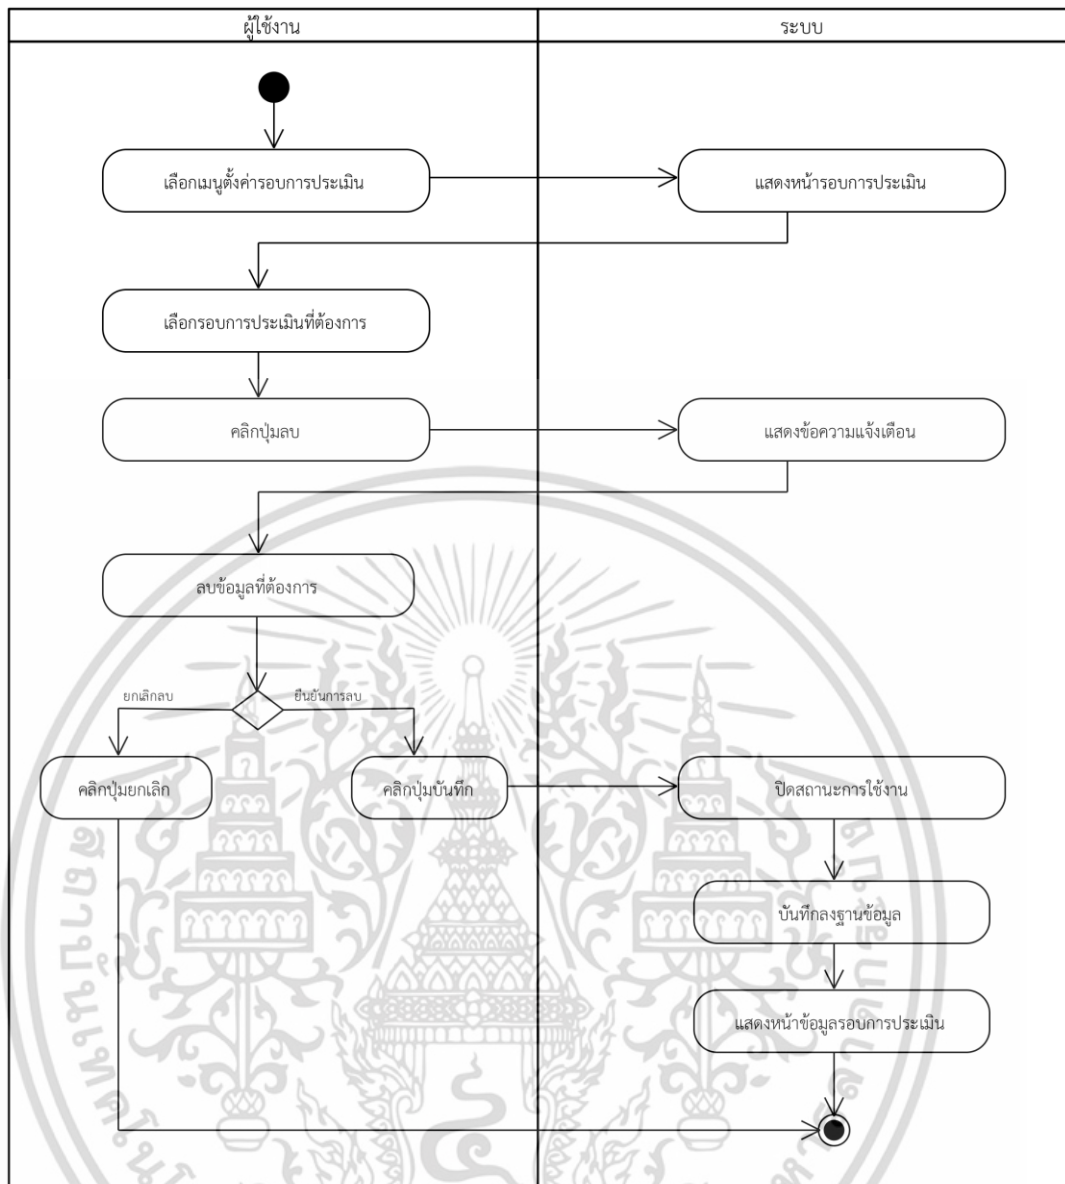 ผู้ใช้งาน
ระบบ
เลือกเมนูตั้งค่ารอบการประเมิน
แสดงหน้ารอบการประเมิน
เลือกรอบการประเมินที่ต้องการ
คลิกปุ่มลบ
แสดงข้อความแจ้งเตือน
ลบข้อมูลที่ต้องการ
ยกเลิกลบ
ยืนยันการลบ
คลิกปุ่มยกเลิก
คลิกปุ่มบันทึก
ปิดสถานะการใช้งาน
บันทึกลงฐานข้อมูล
แสดงหน้าข้อมูลรอบการประเมิน